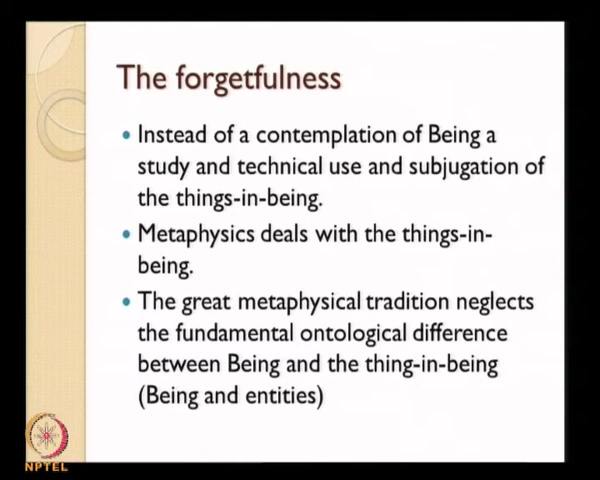 The forgetfulness
• Instead of a contemplation of Being a
study and technical use and subjugation of
the things-in-being.
• Metaphysics deals with the things-in-
being.
• The great metaphysical tradition neglects
the fundamental ontological difference
between Being and the thing-in-being
(Being and entities)
NPTEL